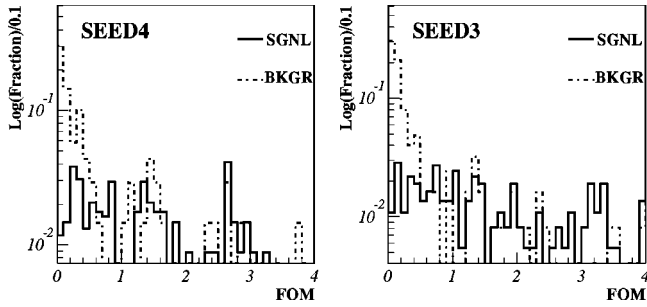 SEED4
SGNL
BKGR
Log(Fraction)/0.1
10^-1
10^-2
0 1 2 3 4
FOM
SEED3
SGNL
BKGR
Log(Fraction)/0.1
10^-1
10^-2
0 1 2 3 4
FOM